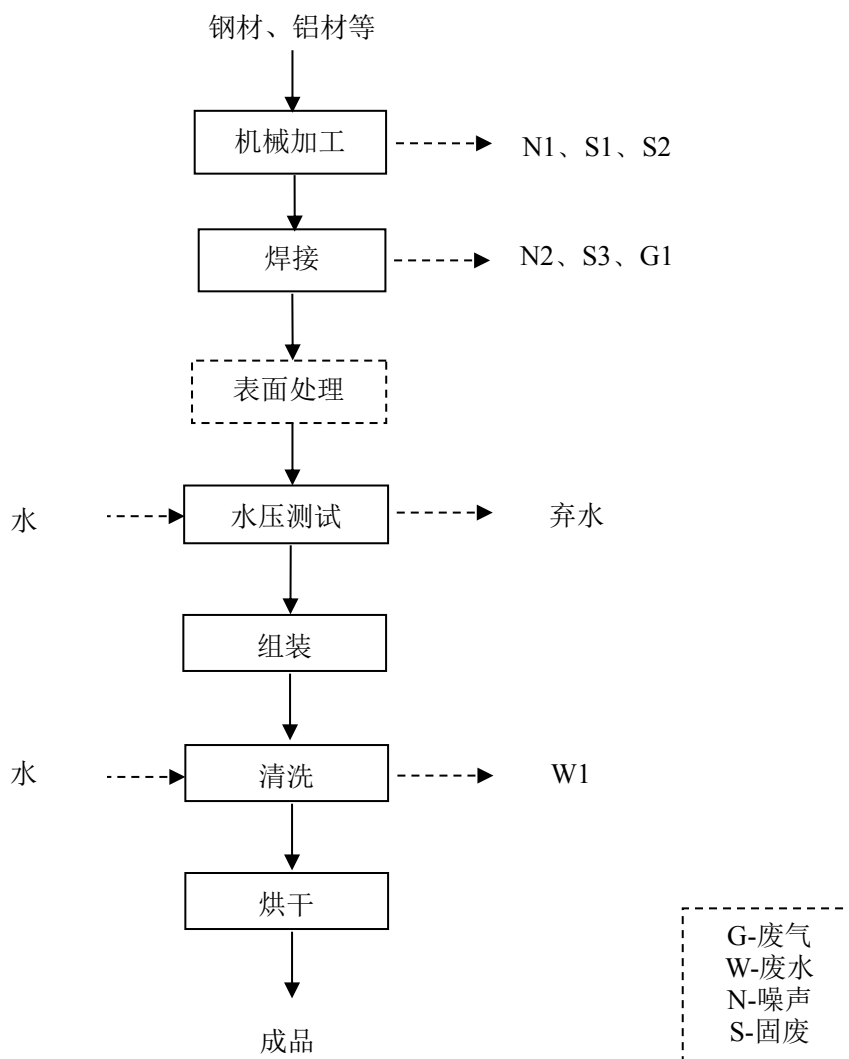 钢材、铝材等
机械加工
N1、S1、S2
焊接
N2、S3、G1
表面处理
水
水压测试
弃水
组装
水
清洗
W1
烘干
G-废气
W-废水
N-噪声
S-固废
成品